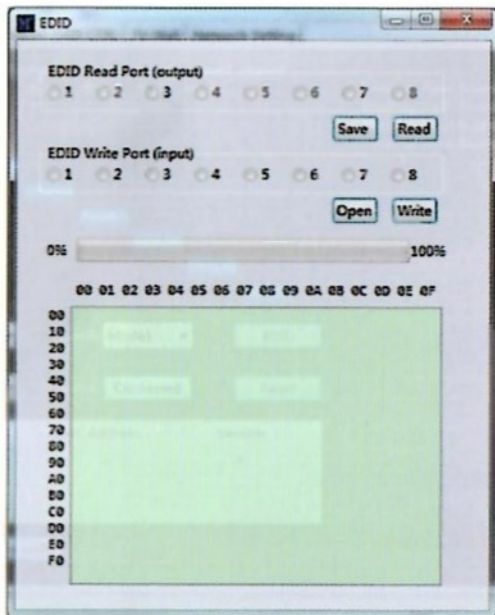 EDID
EDID Read Port (output)
1 2 3 4 5 6 7 8
Save Read
EDID Write Port (input)
1 2 3 4 5 6 7 8
Open Write
0% 100%
00 01 02 03 04 05 06 07 08 09 0A 0B 0C 0D 0E 0F
00
10
20
30
40
50
60
70
80
90
A0
B0
C0
D0
E0
F0